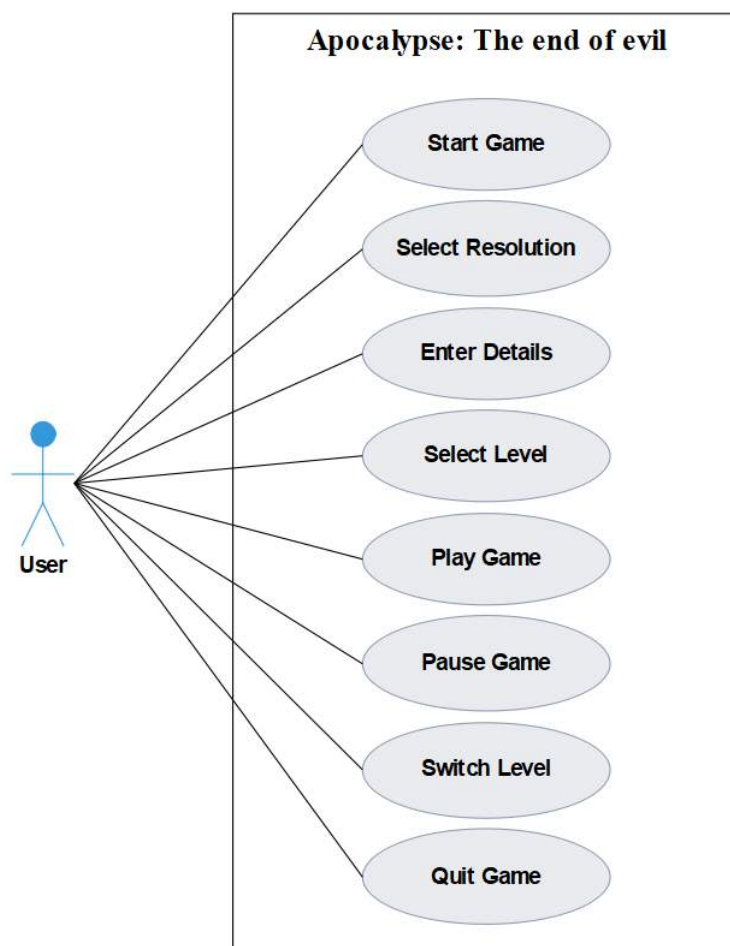 Apocalypse: The end of evil
Start Game
Select Resolution
Enter Details
Select Level
Play Game
User
Pause Game
Switch Level
Quit Game